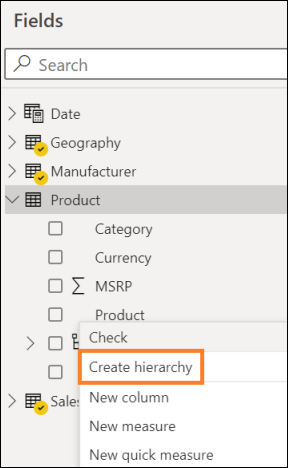 Fields
Search
Date
Geography
Manufacturer
Product
Category
Currency
MSRP
Product
Check
Create hierarchy
New column
Sales
New measure
New quick measure